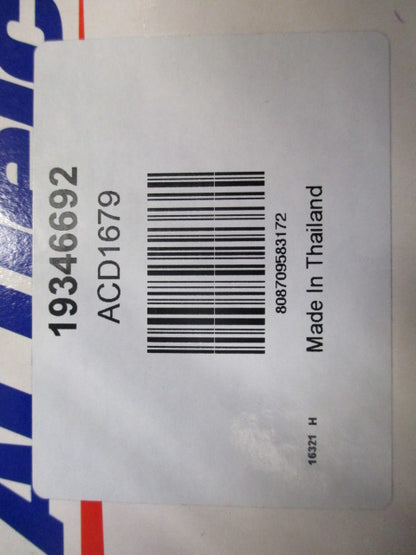 19346692
ACD1679
808709583172
Made In Thailand
16321 H